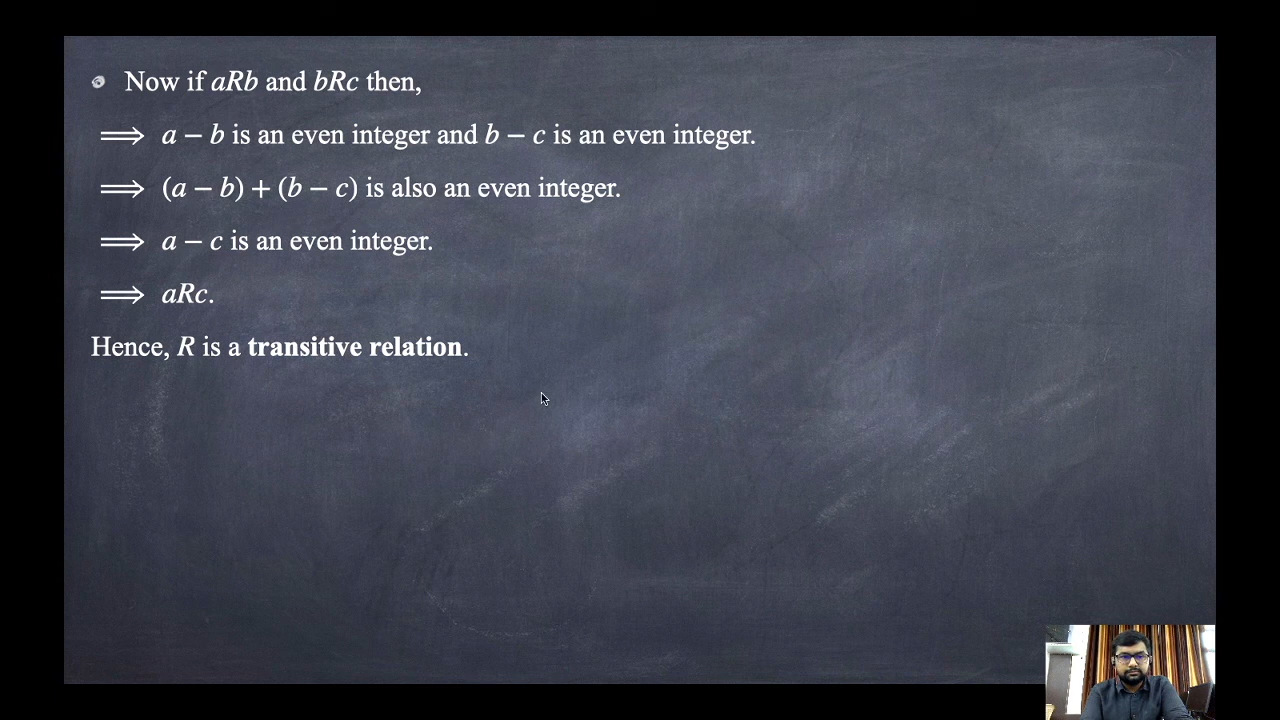 Now if aRb and bRc then,
⟹ a − b is an even integer and b − c is an even integer.
⟹ (a − b) + (b − c) is also an even integer.
⟹ a − c is an even integer.
⟹ aRc.
Hence, R is a transitive relation.